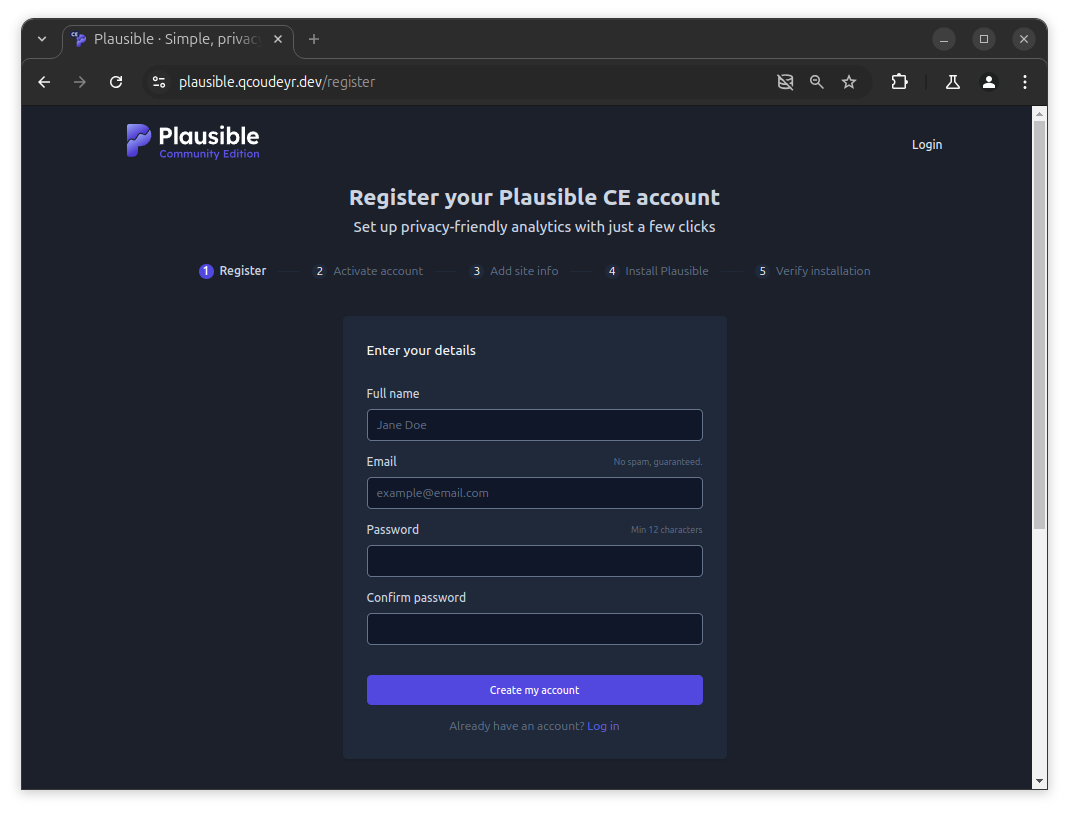 Plausible · Simple, privac
plausible.qcoudeyr.dev/register
Plausible
Community Edition
Login
Register your Plausible CE account
Set up privacy-friendly analytics with just a few clicks
1 Register 2 Activate account 3 Add site info 4 Install Plausible 5 Verify installation
Enter your details
Full name
Jane Doe
Email No spam, guaranteed.
example@email.com
Password Min 12 characters
Confirm password
Create my account
Already have an account? Log in